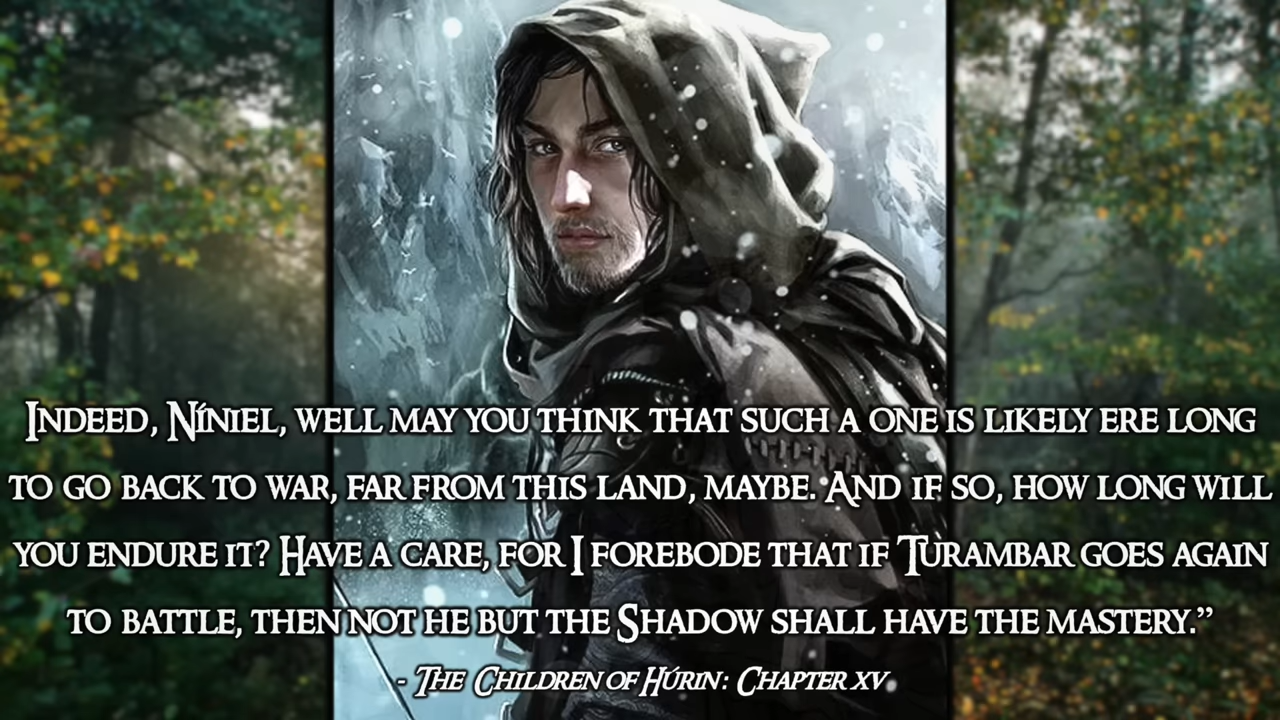 Indeed, Níniel, well may you think that such a one is likely ere long
to go back to war, far from this land, maybe. And if so, how long will
you endure it? Have a care, for I forebode that if Turambar goes again
to battle, then not he but the Shadow shall have the mastery.”
- The Children of Húrin: Chapter XV